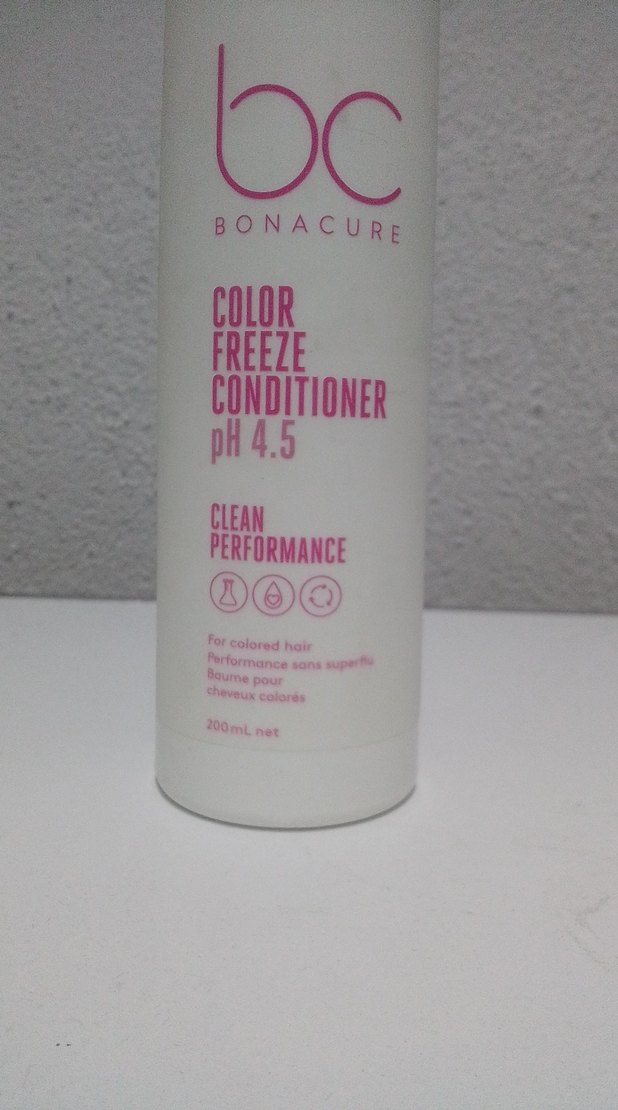 bc
BONACURE
COLOR
FREEZE
CONDITIONER
pH 4.5
CLEAN
PERFORMANCE
For colored hair
Performance sans superflu
Baume pour
cheveux colorés
200mL net